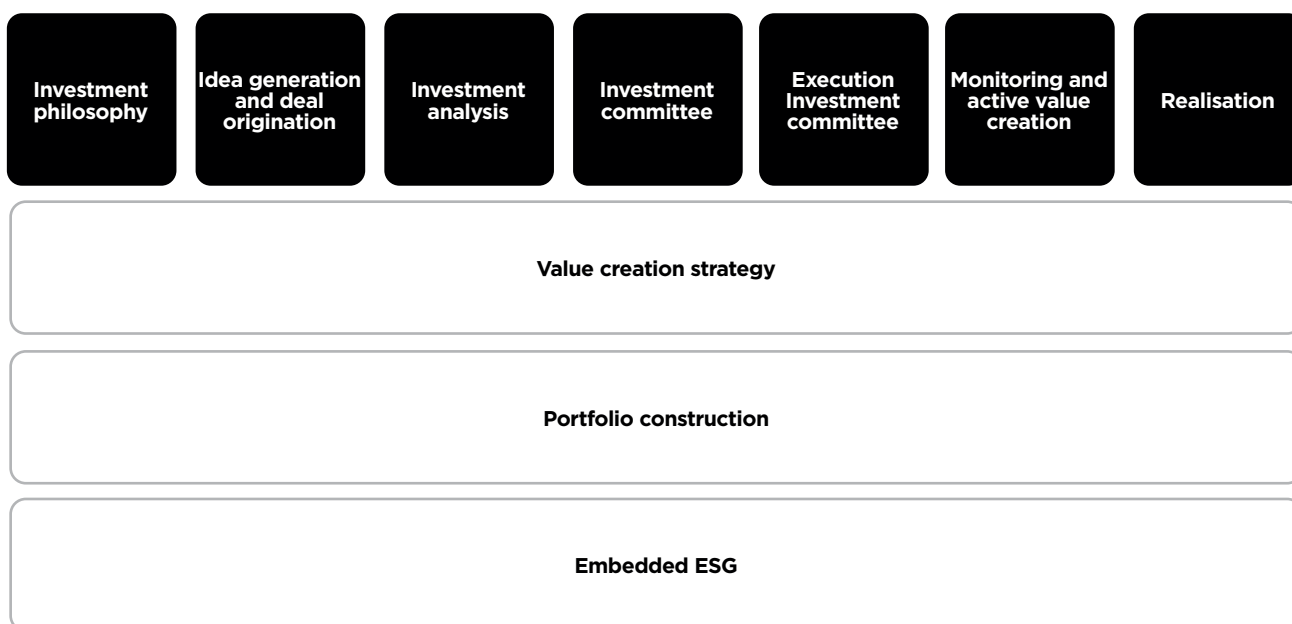 Investment
philosophy
Idea generation
and deal
origination
Investment
analysis
Investment
committee
Execution
Investment
committee
Monitoring and
active value
creation
Realisation
Value creation strategy
Portfolio construction
Embedded ESG